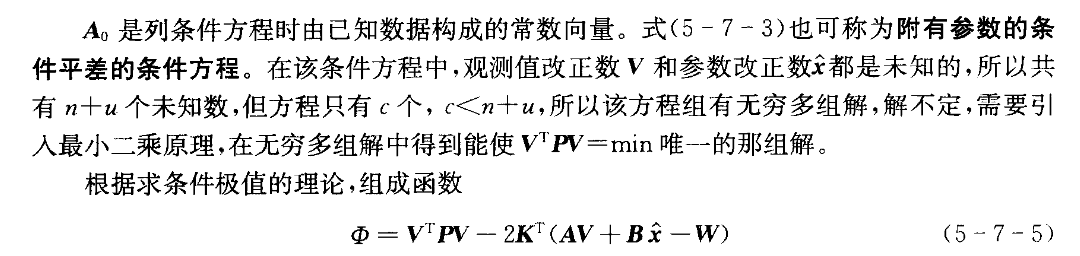 A₀ 是列条件方程时由已知数据构成的常数向量。式(5-7-3)也可称为附有参数的条
件平差的条件方程。在该条件方程中,观测值改正数 V 和参数改正数x̂都是未知的,所以共
有 n+u 个未知数,但方程只有 c 个, c<n+u,所以该方程组有无穷多组解,解不定,需要引
入最小二乘原理,在无穷多组解中得到能使 VᵀPV=min 唯一的那组解。
根据求条件极值的理论,组成函数
Φ = VᵀPV - 2Kᵀ(AV + Bx̂ - W) (5-7-5)